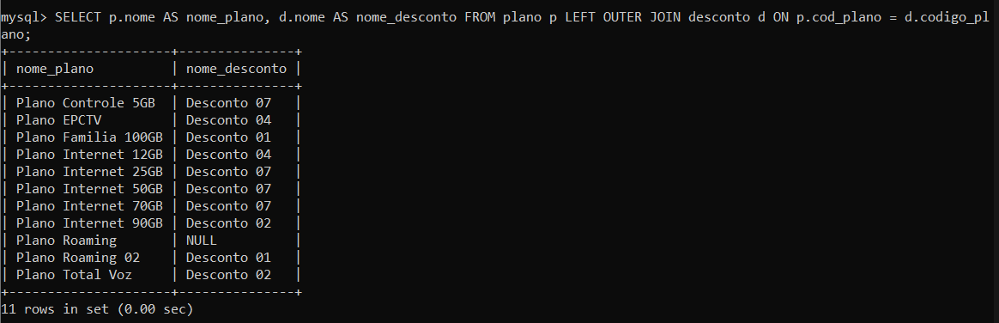 mysql> SELECT p.nome AS nome_plano, d.nome AS nome_desconto FROM plano p LEFT OUTER JOIN desconto d ON p.cod_plano = d.codigo_pl
ano;
+---------------------+---------------+
| nome_plano          | nome_desconto |
+---------------------+---------------+
| Plano Controle 5GB  | Desconto 07   |
| Plano EPCTV         | Desconto 04   |
| Plano Familia 100GB | Desconto 01   |
| Plano Internet 12GB | Desconto 04   |
| Plano Internet 25GB | Desconto 07   |
| Plano Internet 50GB | Desconto 07   |
| Plano Internet 70GB | Desconto 07   |
| Plano Internet 90GB | Desconto 02   |
| Plano Roaming       | NULL          |
| Plano Roaming 02    | Desconto 01   |
| Plano Total Voz     | Desconto 02   |
+---------------------+---------------+
11 rows in set (0.00 sec)